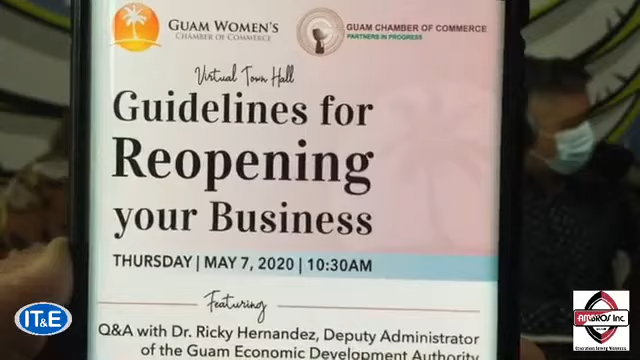 GUAM WOMEN'S
CHAMBER OF COMMERCE
GUAM CHAMBER OF COMMERCE
PARTNERS IN PROGRESS
Virtual Town Hall
Guidelines for
Reopening
your Business
THURSDAY | MAY 7, 2020 | 10:30AM
Featuring
Q&A with Dr. Ricky Hernandez, Deputy Administrator
of the Guam Economic Development Authority
IT&E
AMBROS Inc.